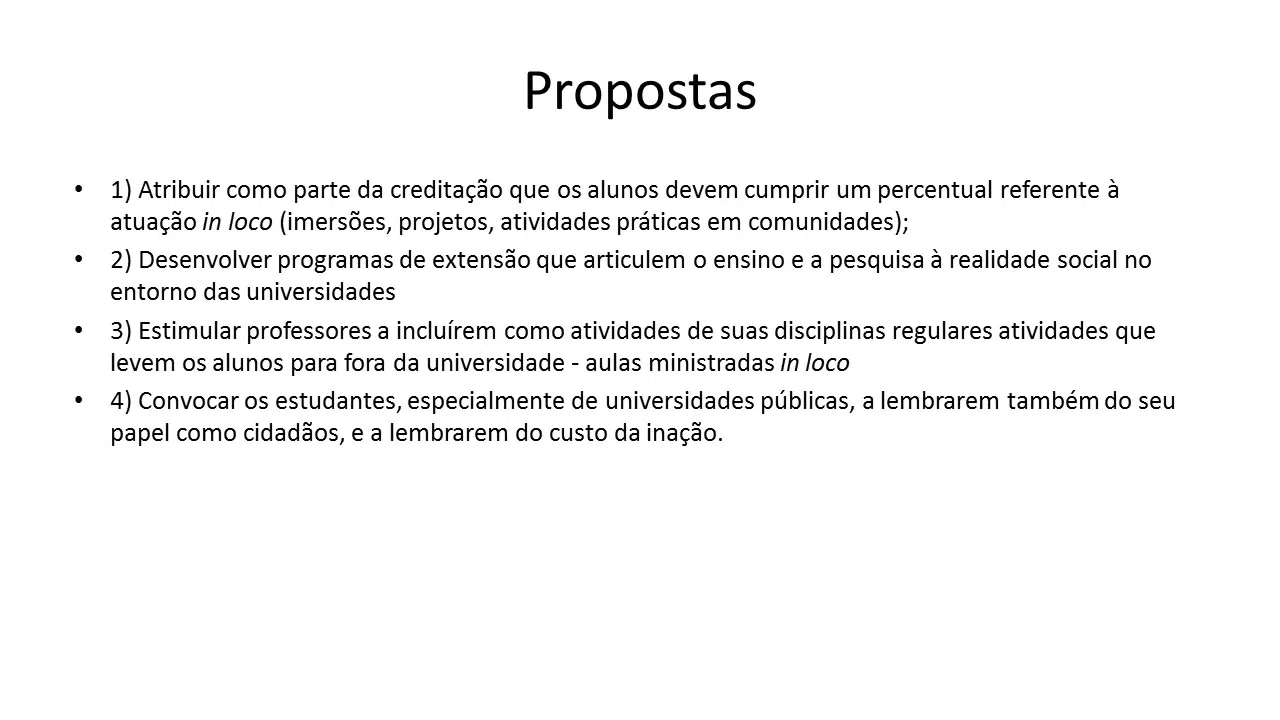 Propostas
• 1) Atribuir como parte da creditação que os alunos devem cumprir um percentual referente à
atuação in loco (imersões, projetos, atividades práticas em comunidades);
• 2) Desenvolver programas de extensão que articulem o ensino e a pesquisa à realidade social no
entorno das universidades
• 3) Estimular professores a incluírem como atividades de suas disciplinas regulares atividades que
levem os alunos para fora da universidade - aulas ministradas in loco
• 4) Convocar os estudantes, especialmente de universidades públicas, a lembrarem também do seu
papel como cidadãos, e a lembrarem do custo da inação.